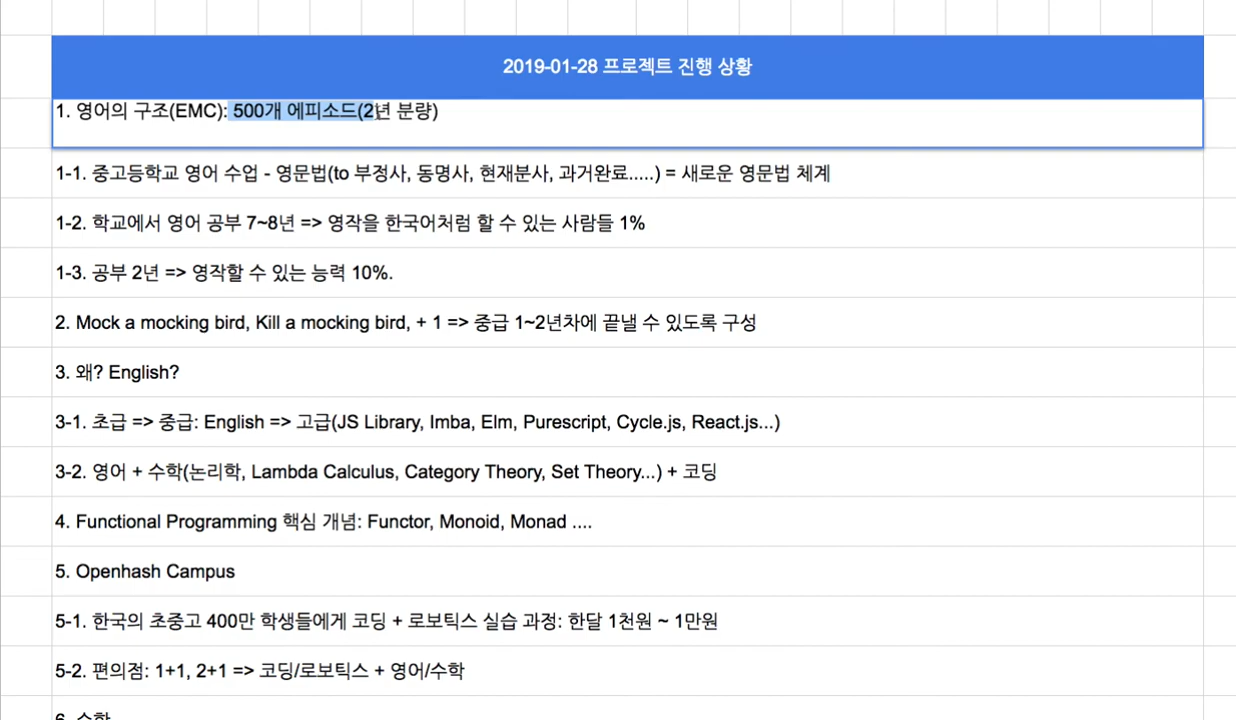 2019-01-28 프로젝트 진행 상황
1. 영어의 구조(EMC): 500개 에피소드(2년 분량)
1-1. 중고등학교 영어 수업 - 영문법(to 부정사, 동명사, 현재분사, 과거완료.....) = 새로운 영문법 체계
1-2. 학교에서 영어 공부 7~8년 => 영작을 한국어처럼 할 수 있는 사람들 1%
1-3. 공부 2년 => 영작할 수 있는 능력 10%.
2. Mock a mocking bird, Kill a mocking bird, + 1 => 중급 1~2년차에 끝낼 수 있도록 구성
3. 왜? English?
3-1. 초급 => 중급: English => 고급(JS Library, Imba, Elm, Purescript, Cycle.js, React.js...)
3-2. 영어 + 수학(논리학, Lambda Calculus, Category Theory, Set Theory...) + 코딩
4. Functional Programming 핵심 개념: Functor, Monoid, Monad ....
5. Openhash Campus
5-1. 한국의 초중고 400만 학생들에게 코딩 + 로보틱스 실습 과정: 한달 1천원 ~ 1만원
5-2. 편의점: 1+1, 2+1 => 코딩/로보틱스 + 영어/수학
6. 수학